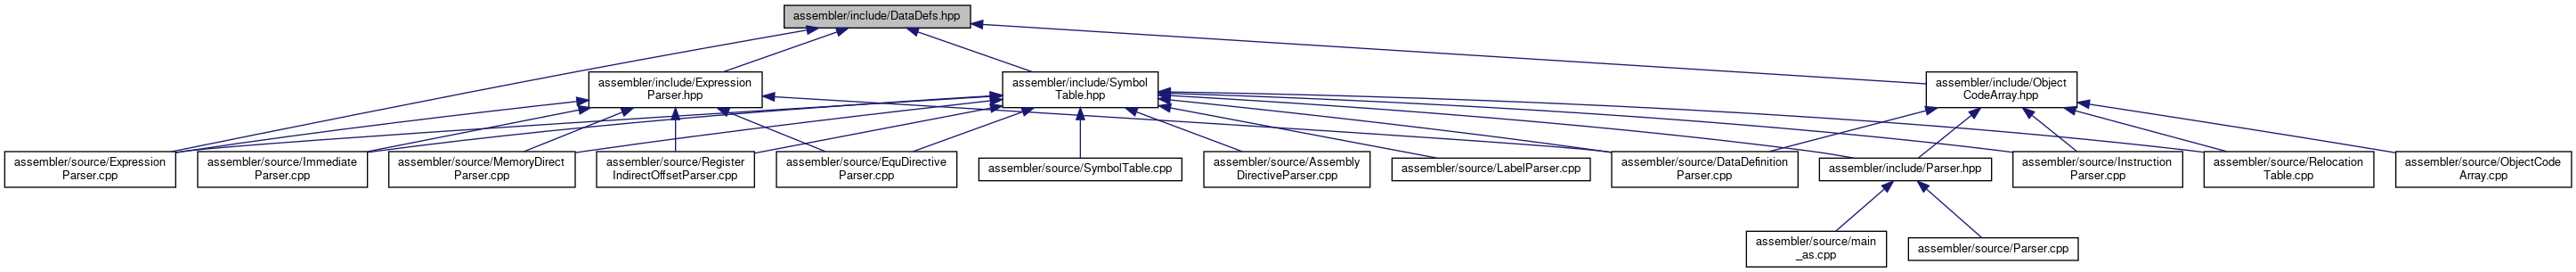 assembler/include/DataDefs.hpp
assembler/include/Expression
Parser.hpp
assembler/include/Symbol
Table.hpp
assembler/include/Object
CodeArray.hpp
assembler/source/Expression
Parser.cpp
assembler/source/Immediate
Parser.cpp
assembler/source/MemoryDirect
Parser.cpp
assembler/source/Register
IndirectOffsetParser.cpp
assembler/source/EquDirective
Parser.cpp
assembler/source/SymbolTable.cpp
assembler/source/Assembly
DirectiveParser.cpp
assembler/source/LabelParser.cpp
assembler/source/DataDefinition
Parser.cpp
assembler/include/Parser.hpp
assembler/source/Instruction
Parser.cpp
assembler/source/Relocation
Table.cpp
assembler/source/ObjectCode
Array.cpp
assembler/source/main
_as.cpp
assembler/source/Parser.cpp